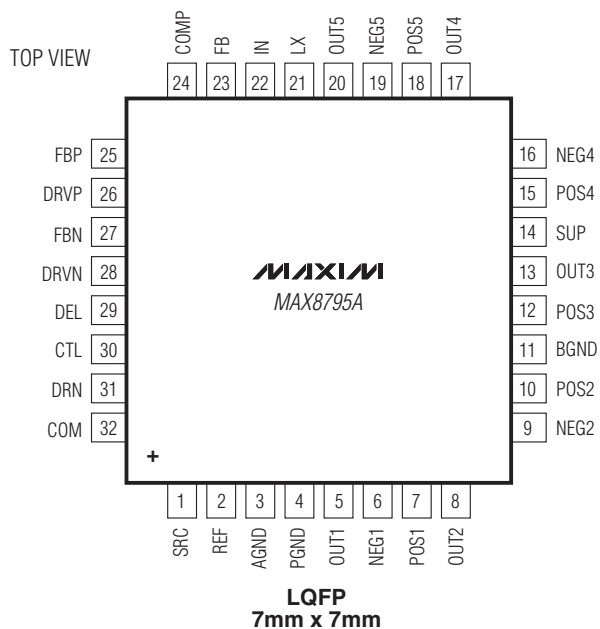 TOP VIEW
COMP FB IN LX OUT5 NEG5 POS5 OUT4
24 23 22 21 20 19 18 17
FBP 25
DRVP 26
FBN 27
DRVN 28
DEL 29
CTL 30
DRN 31
COM 32
MAXIM
MAX8795A
16 NEG4
15 POS4
14 SUP
13 OUT3
12 POS3
11 BGND
10 POS2
9 NEG2
+
1 2 3 4 5 6 7 8
SRC REF AGND PGND OUT1 NEG1 POS1 OUT2
LQFP
7mm x 7mm